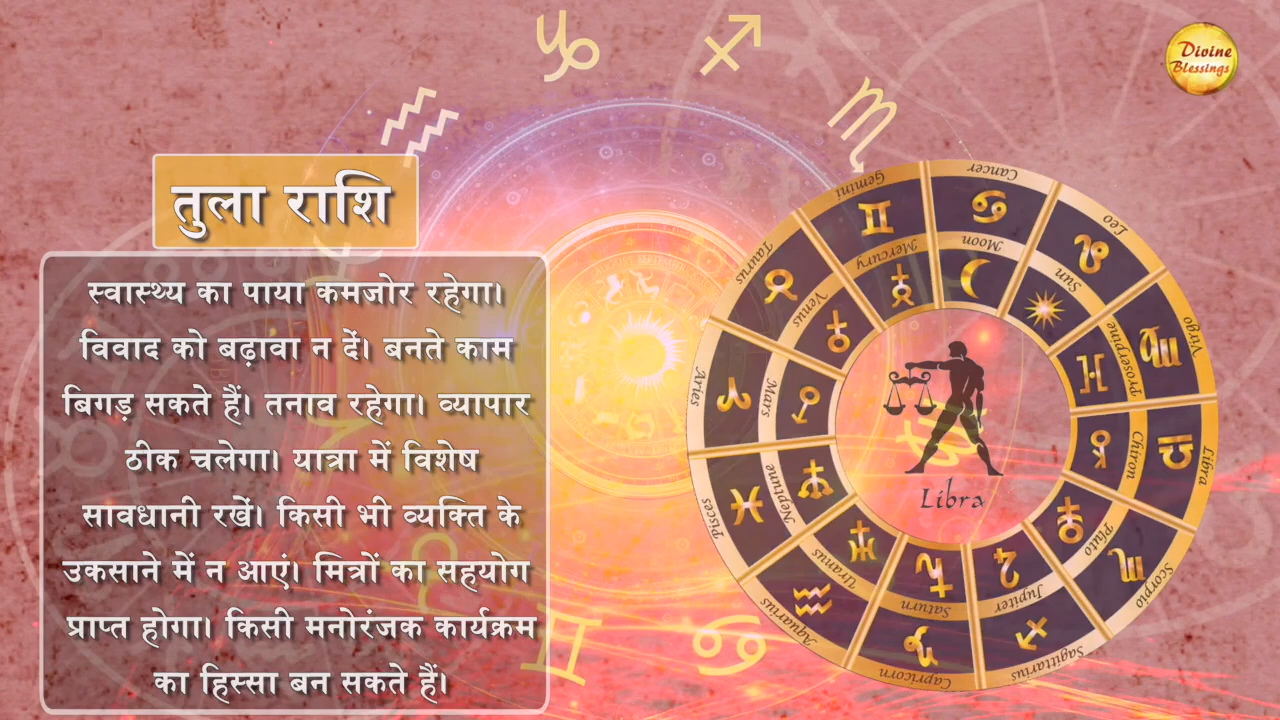 Divine
Blessings
तुला राशि
स्वास्थ्य का पाया कमजोर रहेगा।
विवाद को बढ़ावा न दें। बनते काम
बिगड़ सकते हैं। तनाव रहेगा। व्यापार
ठीक चलेगा। यात्रा में विशेष
सावधानी रखें। किसी भी व्यक्ति के
उकसाने में न आएं। मित्रों का सहयोग
प्राप्त होगा। किसी मनोरंजक कार्यक्रम
का हिस्सा बन सकते हैं।
Cancer
Leo
Virgo
Libra
Scorpio
Sagittarius
Capricorn
Aquarius
Pisces
Aries
Taurus
Gemini
Moon
Sun
Proserpine
Chiron
Pluto
Jupiter
Saturn
Uranus
Neptune
Mars
Venus
Mercury
Libra